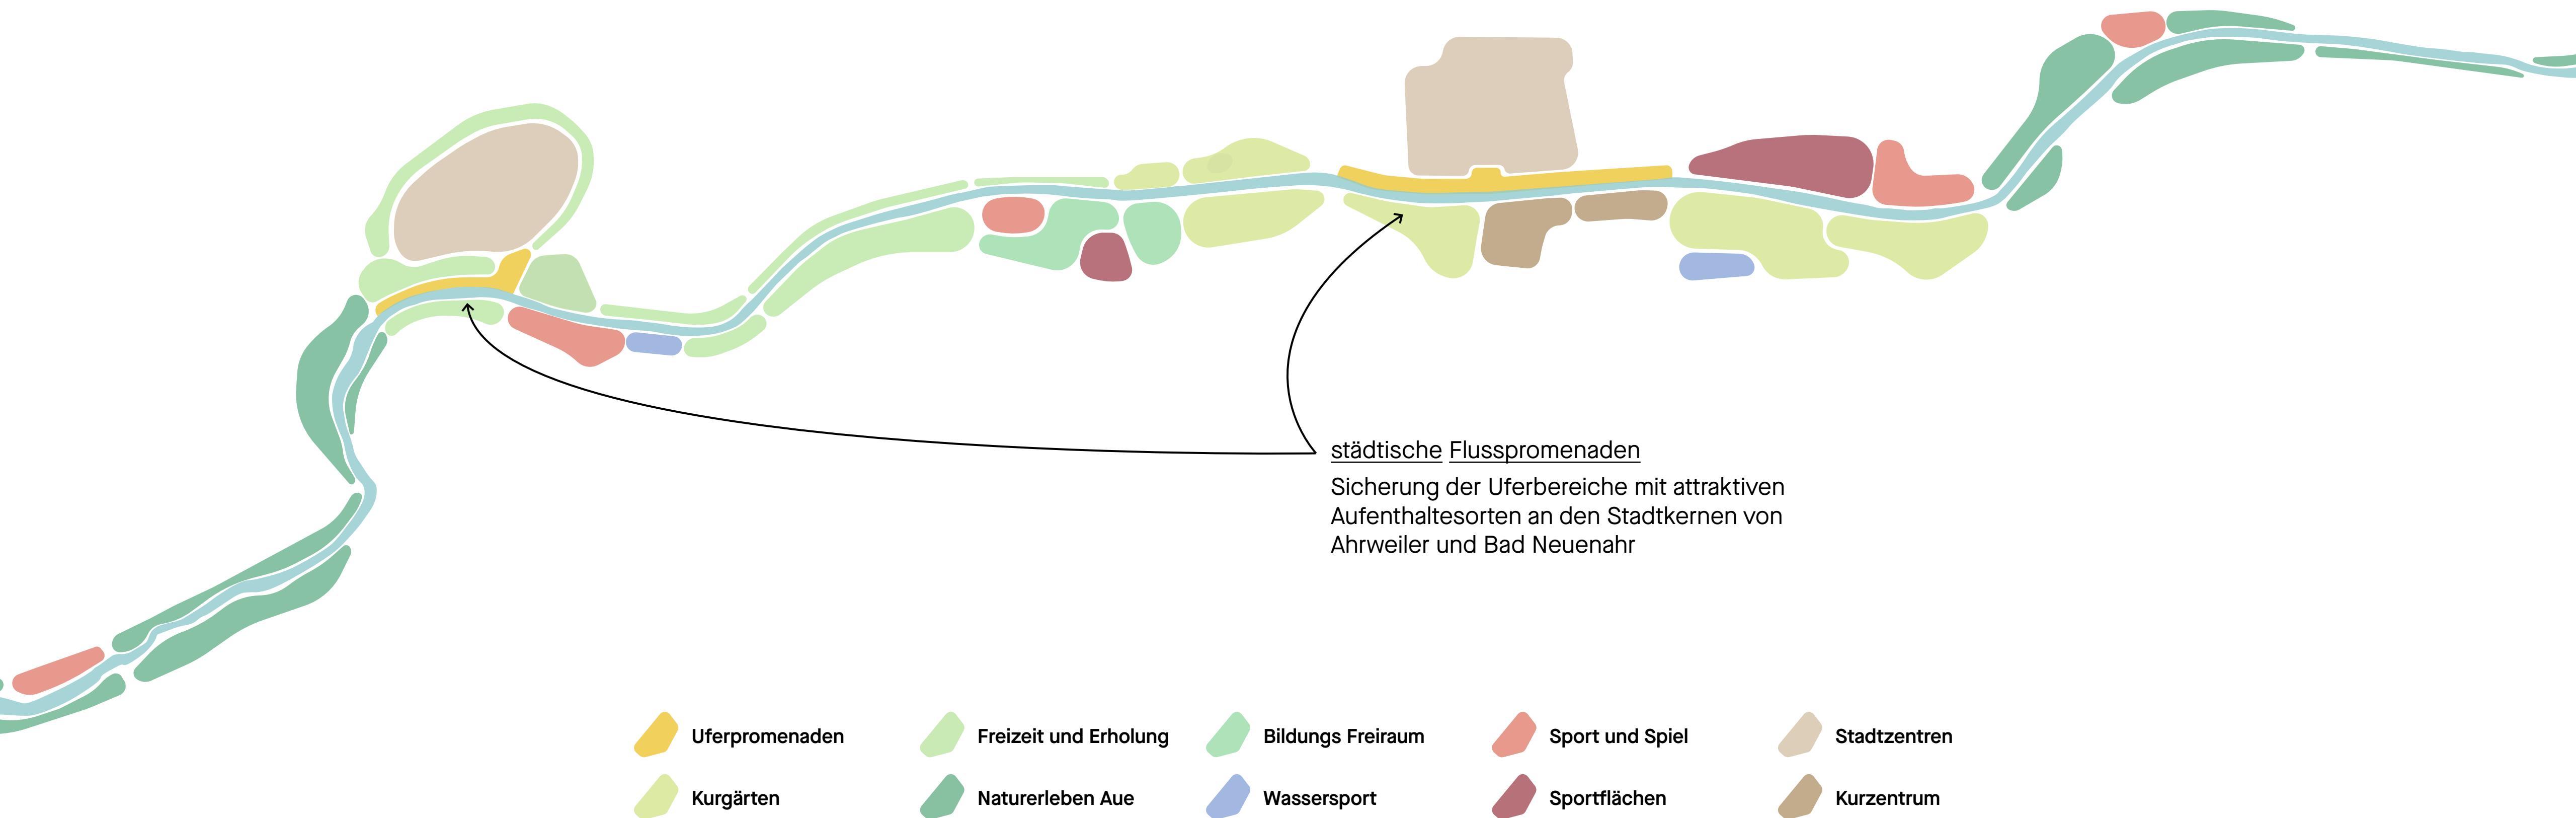 städtische Flusspromenaden
Sicherung der Uferbereiche mit attraktiven
Aufenthaltesorten an den Stadtkernen von
Ahrweiler und Bad Neuenahr
Uferpromenaden
Freizeit und Erholung
Bildungs Freiraum
Sport und Spiel
Stadtzentren
Kurgärten
Naturerleben Aue
Wassersport
Sportflächen
Kurzentrum